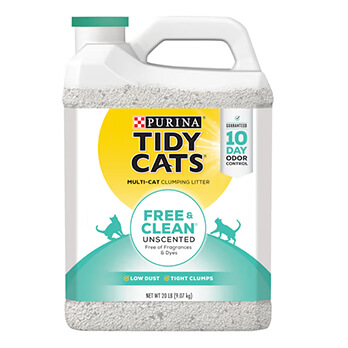 PURINA
TIDY
CATS®
MULTI-CAT CLUMPING LITTER
GUARANTEED
10
DAY
ODOR
CONTROL
FREE &
CLEAN®
UNSCENTED
Free of Fragrances
& Dyes
LOW DUST TIGHT CLUMPS
NET WT 20 LB (9.07 kg)